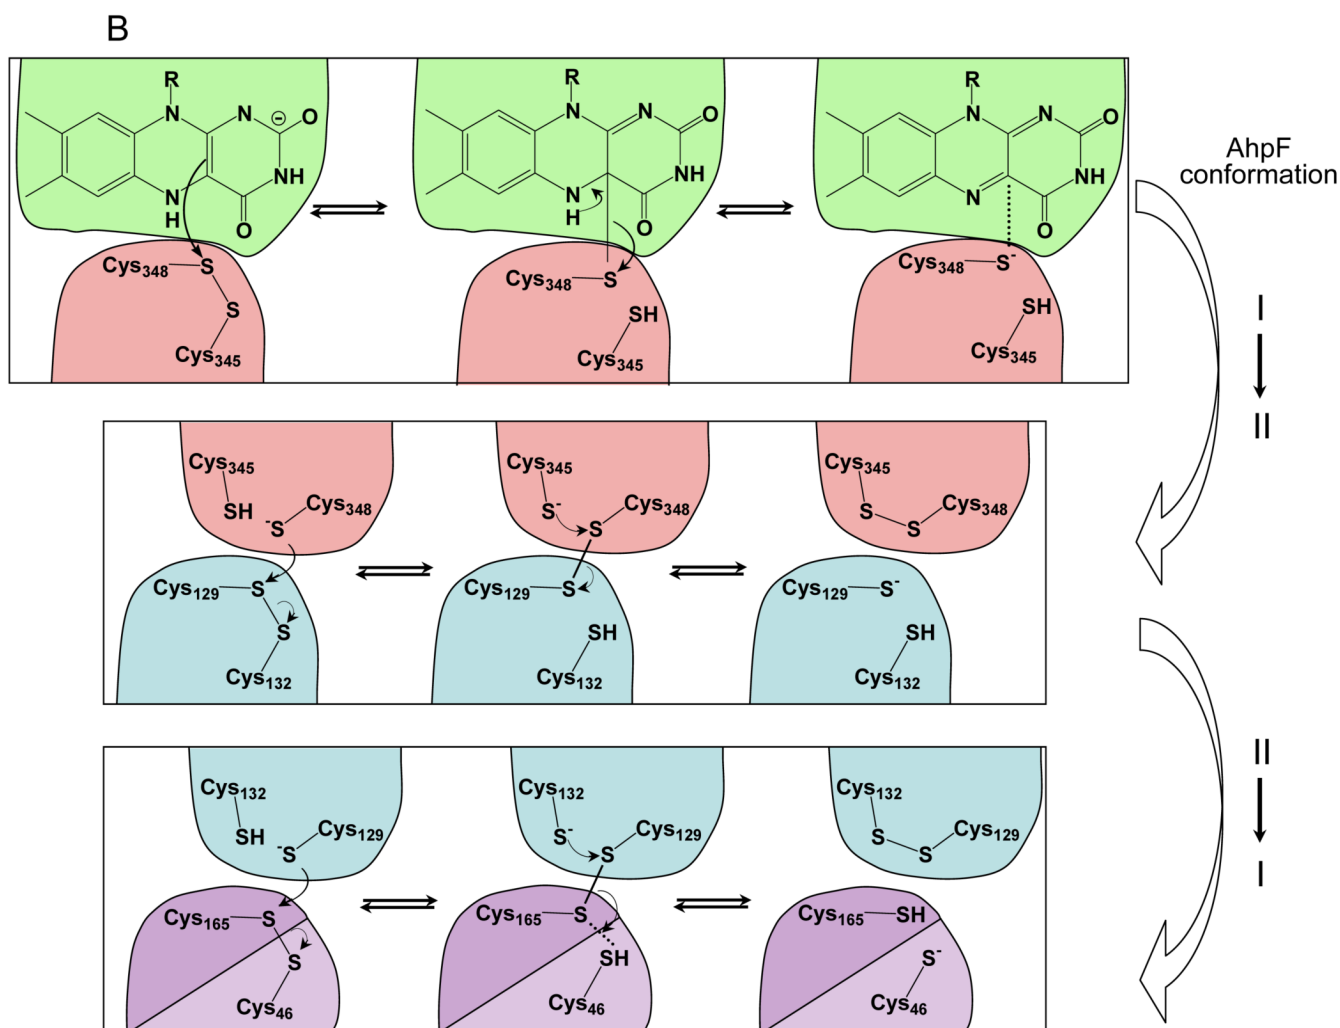 B
R
N
N
⊖
O
NH
N
H
O
Cys348
S
S
Cys345
R
N
N
O
NH
N
H
O
Cys348
S
SH
Cys345
R
N
N
O
NH
N
O
Cys348
S-
SH
Cys345
AhpF
conformation
I
II
Cys345
SH
-S
Cys348
Cys129
S
S
Cys132
Cys345
S-
S
Cys348
Cys129
S
SH
Cys132
Cys345
S
S
Cys348
Cys129
S-
SH
Cys132
II
I
Cys132
SH
-S
Cys129
Cys165
S
S
Cys46
Cys132
S-
S
Cys129
Cys165
S
SH
Cys46
Cys132
S
S
Cys129
Cys165
SH
S-
Cys46